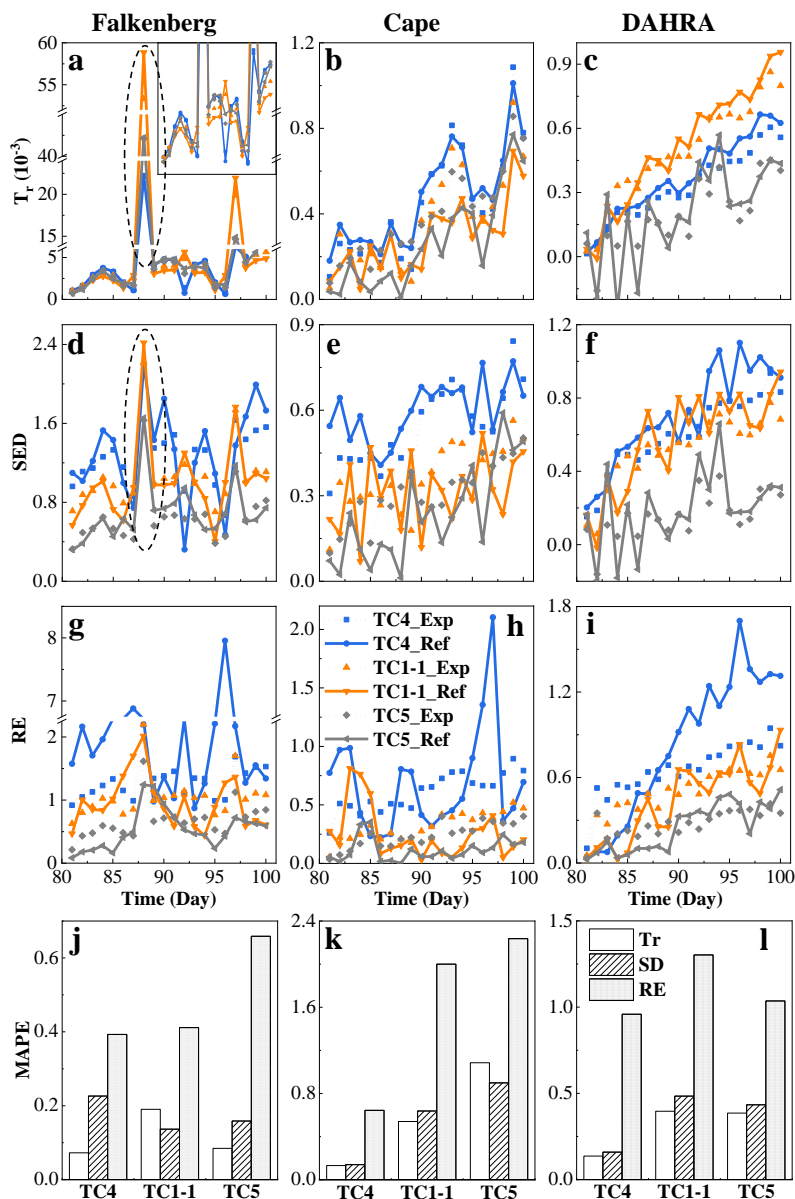 Falkenberg Cape DAHRA
a b c
60 55 40 20 15 5 0
T_r (10^-3)
1.2 0.8 0.4 0.0
0.9 0.6 0.3 0.0
d e f
2.4 1.6 0.8 0.0
SED
0.9 0.6 0.3 0.0
1.2 0.8 0.4 0.0
g h i
8 7 2 1 0
RE
2.0 1.5 1.0 0.5 0.0
1.8 1.2 0.6 0.0
TC4_Exp
TC4_Ref
TC1-1_Exp
TC1-1_Ref
TC5_Exp
TC5_Ref
80 85 90 95 100 80 85 90 95 100 80 85 90 95 100
Time (Day) Time (Day) Time (Day)
j k l
0.6 0.4 0.2 0.0
MAPE
2.4 1.6 0.8 0.0
1.5 1.0 0.5 0.0
Tr
SD
RE
TC4 TC1-1 TC5 TC4 TC1-1 TC5 TC4 TC1-1 TC5